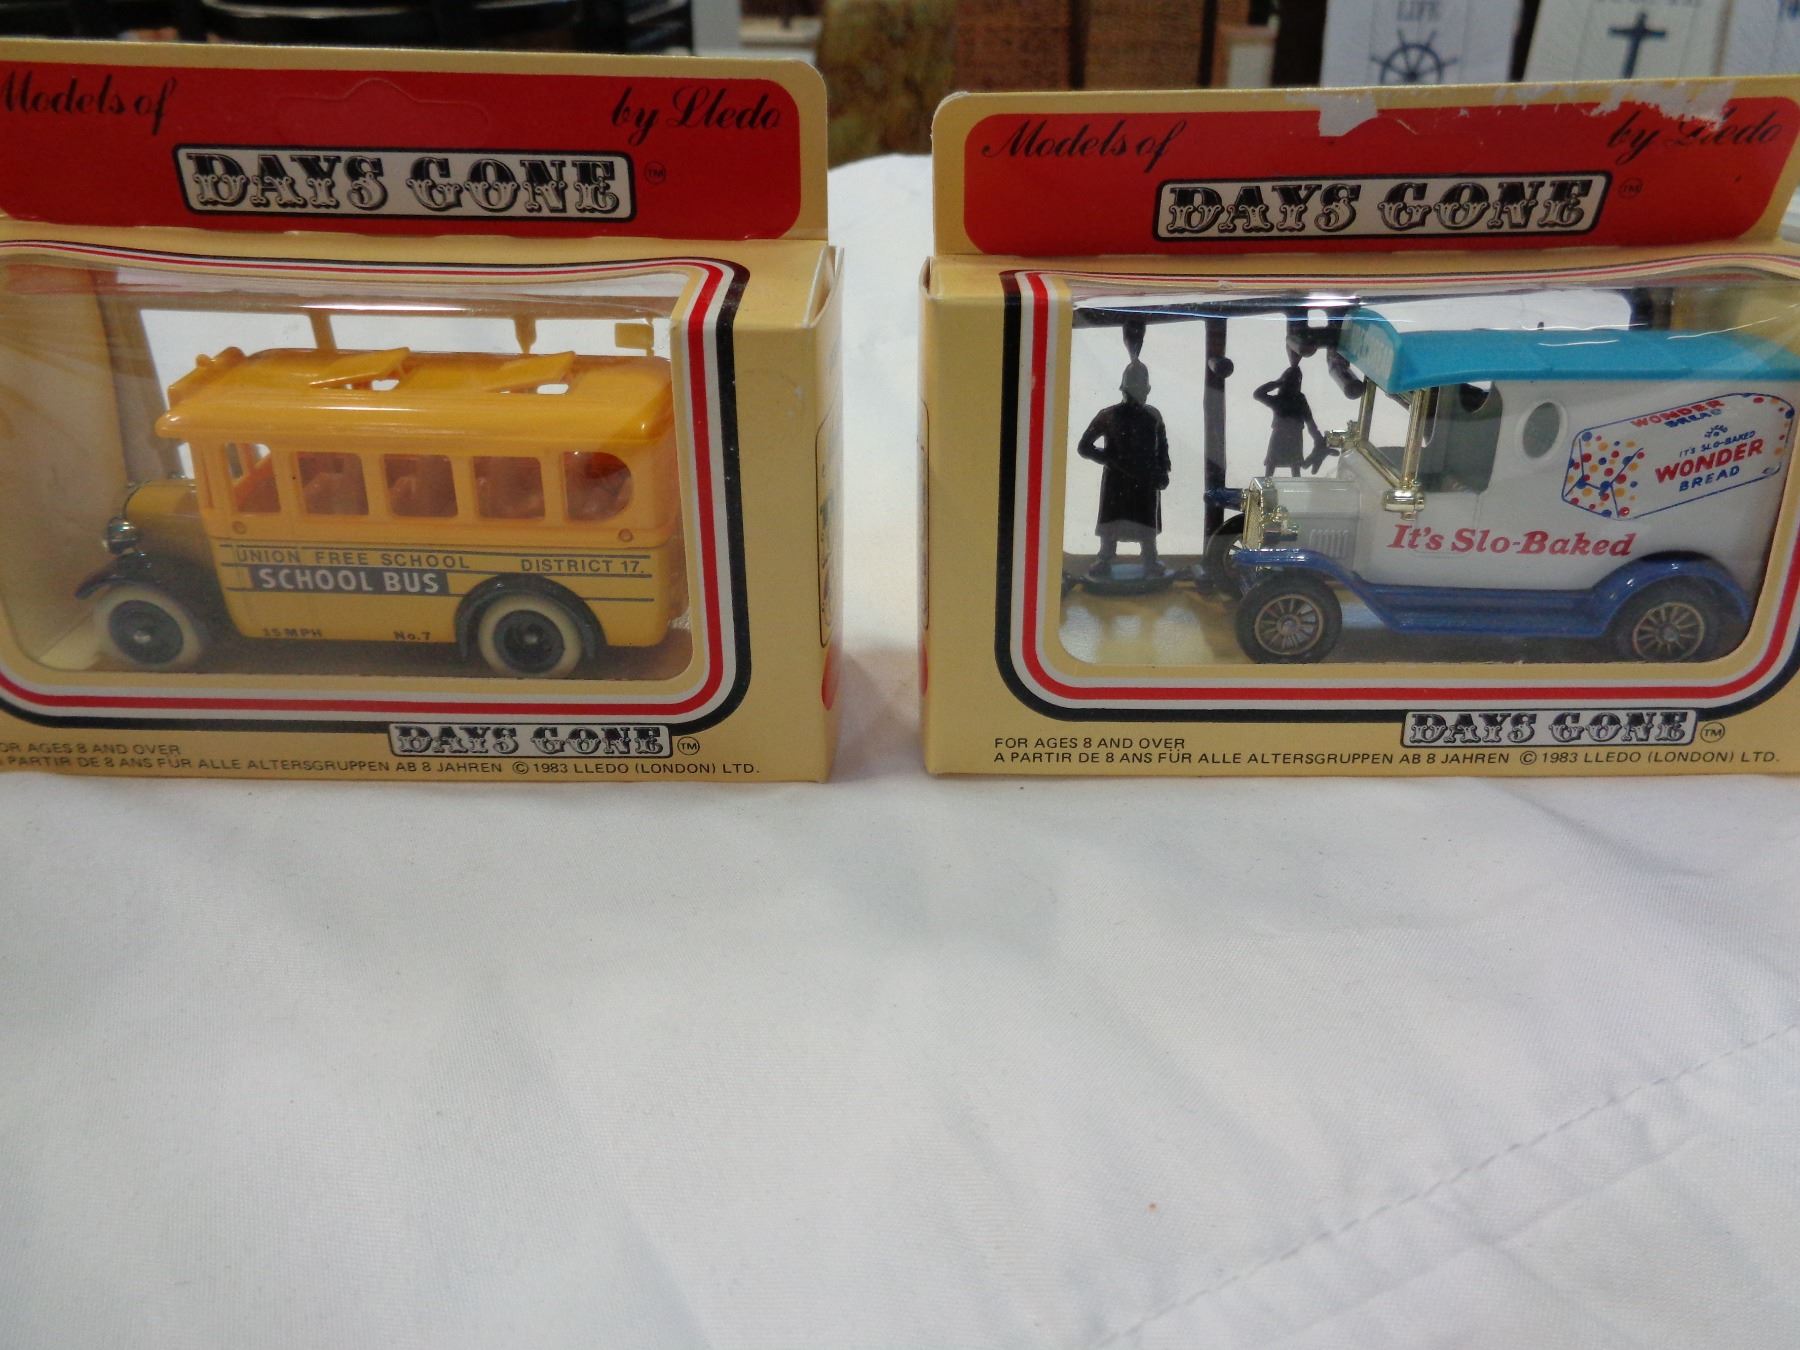 Models of
by Lledo
DAYS GONE TM
UNION FREE SCHOOL DISTRICT 17.
SCHOOL BUS
15 MPH No. 7
DAYS GONE TM
OR AGES 8 AND OVER
PARTIR DE 8 ANS FÜR ALLE ALTERSGRUPPEN AB 8 JAHREN © 1983 LLEDO (LONDON) LTD.
LIFE
Models of
by Lledo
DAYS GONE TM
WONDER
BREAD
IT'S SLO-BAKED
WONDER
BREAD
It's Slo-Baked
DAYS GONE TM
FOR AGES 8 AND OVER
A PARTIR DE 8 ANS FÜR ALLE ALTERSGRUPPEN AB 8 JAHREN © 1983 LLEDO (LONDON) LTD.